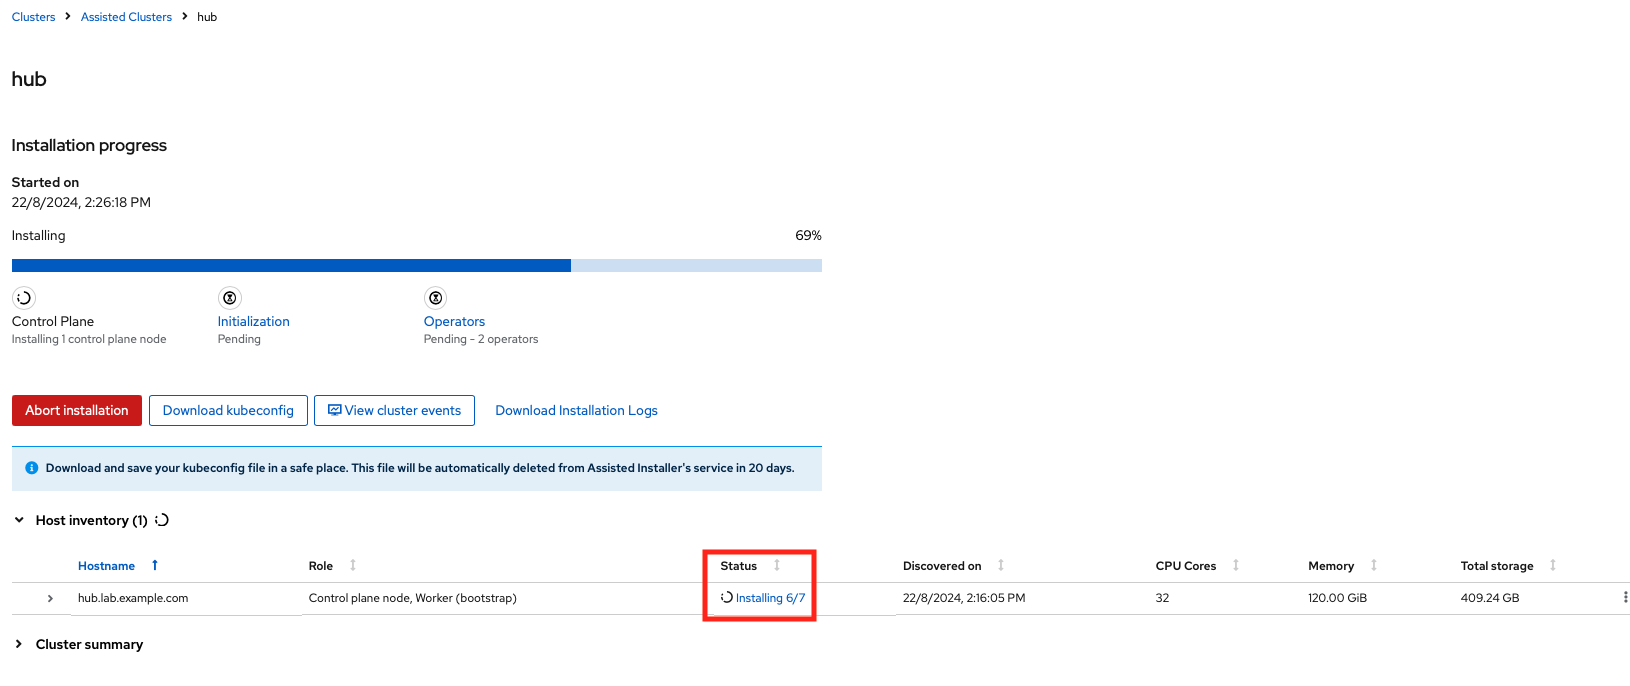 Clusters > Assisted Clusters > hub
hub
Installation progress
Started on
22/8/2024, 2:26:18 PM
Installing 69%
Control Plane Initialization Operators
Installing 1 control plane node Pending Pending - 2 operators
Abort installation Download kubeconfig View cluster events Download Installation Logs
Download and save your kubeconfig file in a safe place. This file will be automatically deleted from Assisted Installer's service in 20 days.
Host inventory (1)
Hostname Role Status Discovered on CPU Cores Memory Total storage
hub.lab.example.com Control plane node, Worker (bootstrap) Installing 6/7 22/8/2024, 2:16:05 PM 32 120.00 GiB 409.24 GB
Cluster summary